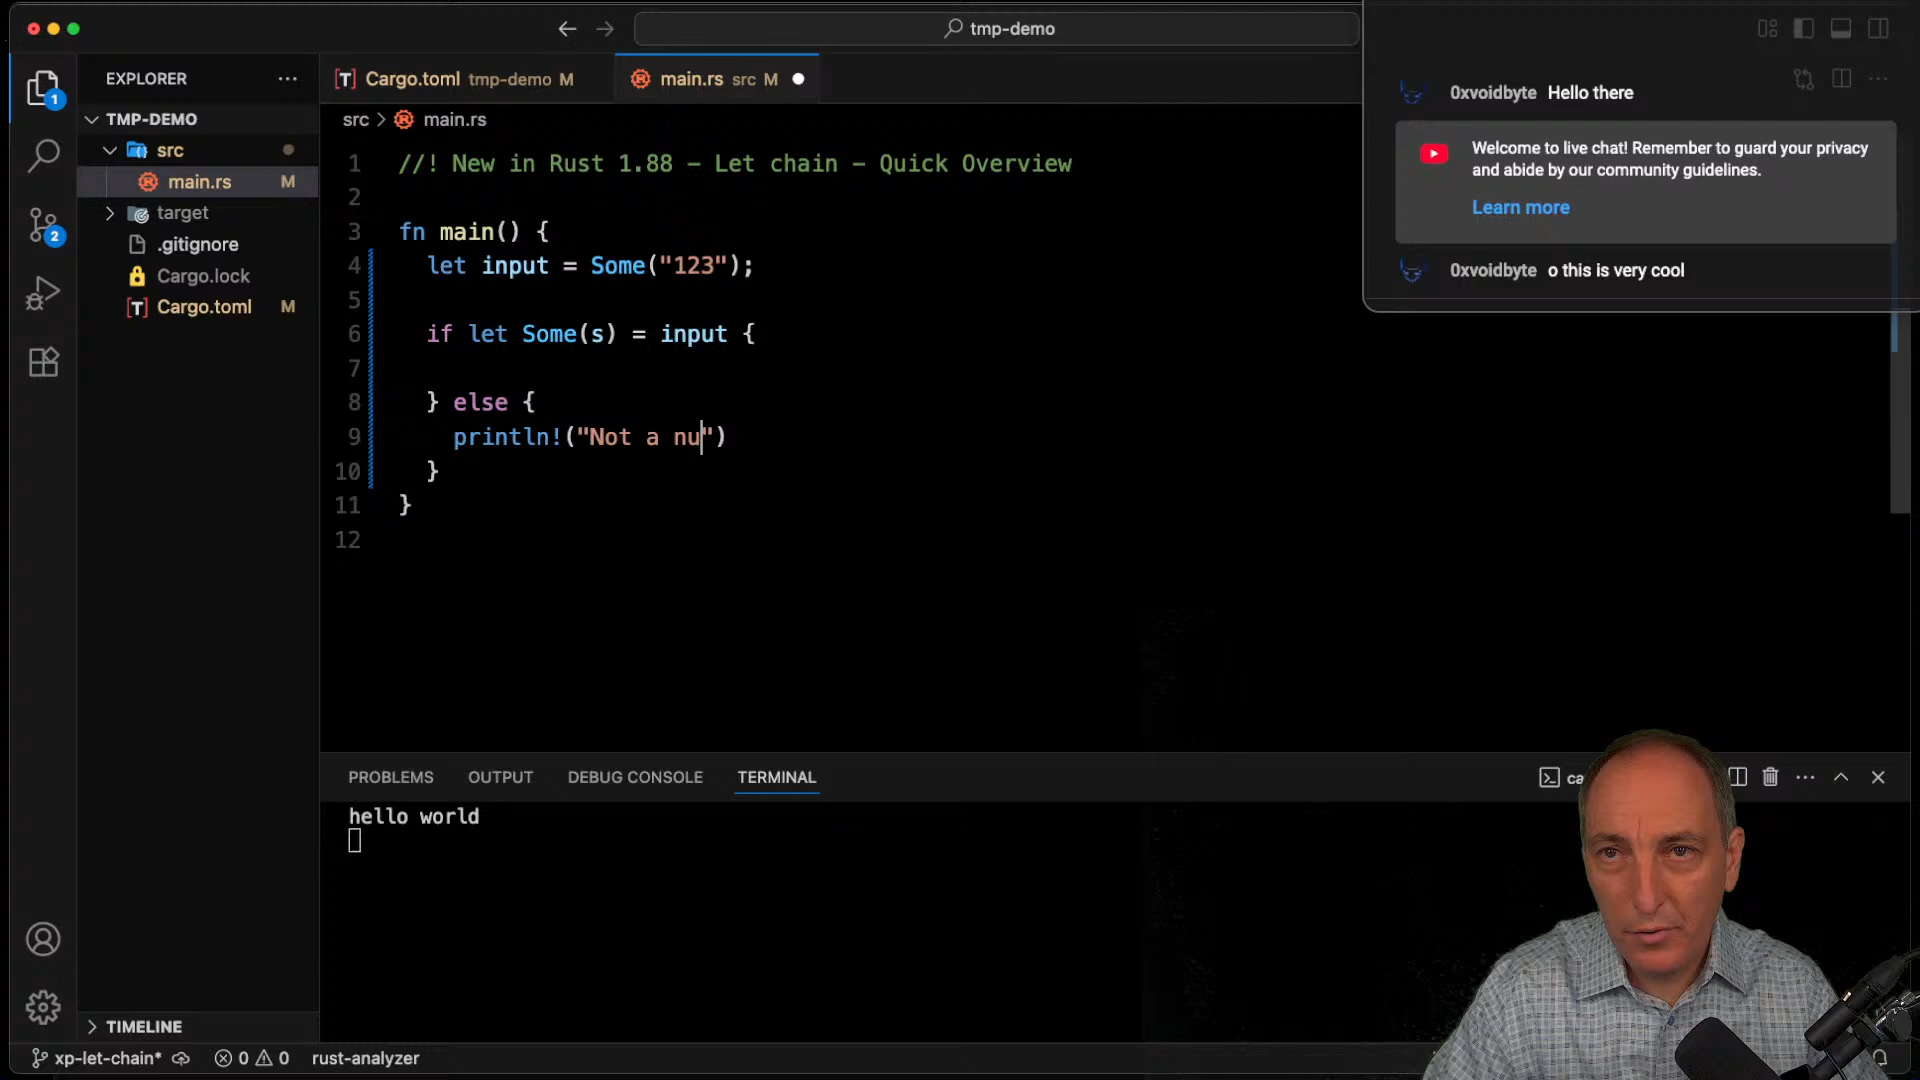 tmp-demo
EXPLORER
TMP-DEMO
src
main.rs M
target
.gitignore
Cargo.lock
Cargo.toml M
TIMELINE
1
2
Cargo.toml tmp-demo M
main.rs src M
src > main.rs
1 //! New in Rust 1.88 – Let chain – Quick Overview
2
3 fn main() {
4 let input = Some("123");
5
6 if let Some(s) = input {
7
8 } else {
9 println!("Not a nu")
10 }
11 }
12
0xvoidbyte Hello there
Welcome to live chat! Remember to guard your privacy
and abide by our community guidelines.
Learn more
0xvoidbyte o this is very cool
PROBLEMS OUTPUT DEBUG CONSOLE TERMINAL
hello world
xp-let-chain* 0 0 rust-analyzer